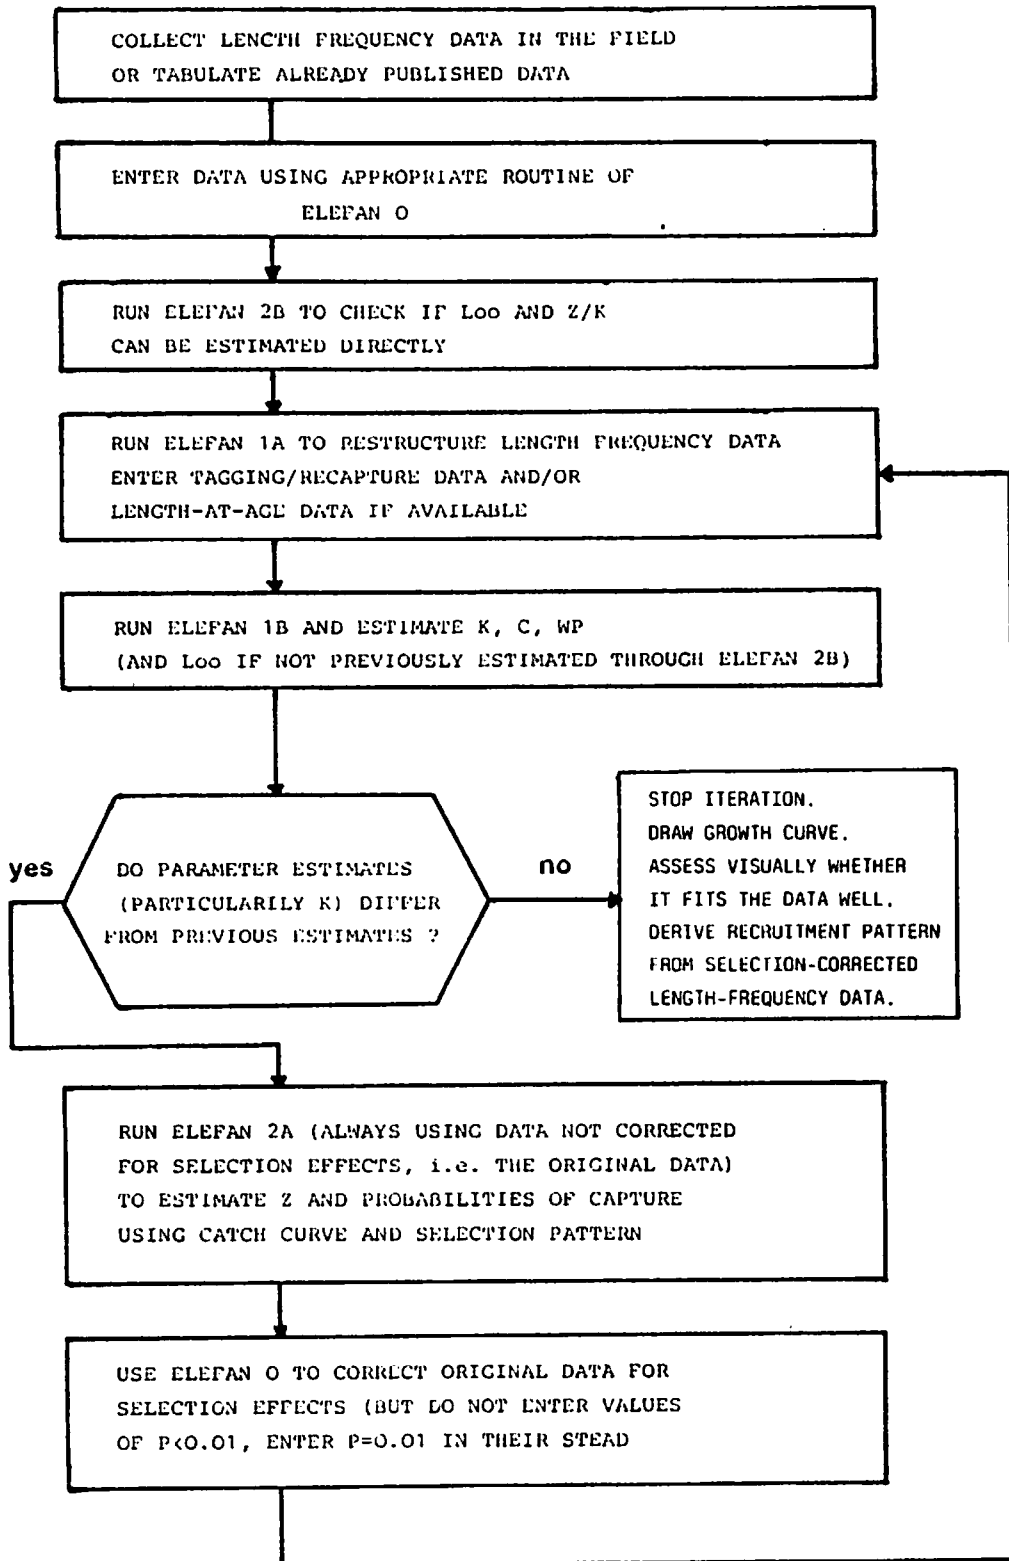 COLLECT LENGTH FREQUENCY DATA IN THE FIELD
OR TABULATE ALREADY PUBLISHED DATA
ENTER DATA USING APPROPRIATE ROUTINE OF
ELEFAN O
RUN ELEFAN 2B TO CHECK IF Loo AND Z/K
CAN BE ESTIMATED DIRECTLY
RUN ELEFAN 1A TO RESTRUCTURE LENGTH FREQUENCY DATA
ENTER TAGGING/RECAPTURE DATA AND/OR
LENGTH-AT-AGE DATA IF AVAILABLE
RUN ELEFAN 1B AND ESTIMATE K, C, WP
(AND Loo IF NOT PREVIOUSLY ESTIMATED THROUGH ELEFAN 2B)
yes
DO PARAMETER ESTIMATES
(PARTICULARILY K) DIFFER
FROM PREVIOUS ESTIMATES ?
no
STOP ITERATION.
DRAW GROWTH CURVE.
ASSESS VISUALLY WHETHER
IT FITS THE DATA WELL.
DERIVE RECRUITMENT PATTERN
FROM SELECTION-CORRECTED
LENGTH-FREQUENCY DATA.
RUN ELEFAN 2A (ALWAYS USING DATA NOT CORRECTED
FOR SELECTION EFFECTS, i.e. THE ORIGINAL DATA)
TO ESTIMATE Z AND PROBABILITIES OF CAPTURE
USING CATCH CURVE AND SELECTION PATTERN
USE ELEFAN O TO CORRECT ORIGINAL DATA FOR
SELECTION EFFECTS (BUT DO NOT ENTER VALUES
OF P<0.01, ENTER P=0.01 IN THEIR STEAD